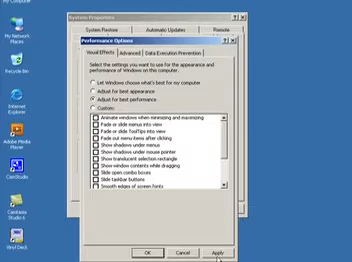 My Computer
System Properties
System Restore
Automatic Updates
Remote
Performance Options
My Network
Places
Visual Effects
Advanced
Data Execution Prevention
Select the settings you want to use for the appearance
and performance of Windows on this computer.
Recycle Bin
Let Windows choose what's best for my computer
Adjust for best appearance
Adjust for best performance
Custom:
Internet
Explorer
Animate windows when minimizing and maximizing
Fade or slide menus into view
Fade or slide ToolTips into view
Fade out menu items after clicking
Show shadows under menus
Show shadows under mouse pointer
Show translucent selection rectangle
Show window contents while dragging
Slide open combo boxes
Slide taskbar buttons
Smooth edges of screen fonts
Adobe Media
Player
CamStudio
Camtasia
Studio 6
Vinyl Deck
OK
Cancel
Apply